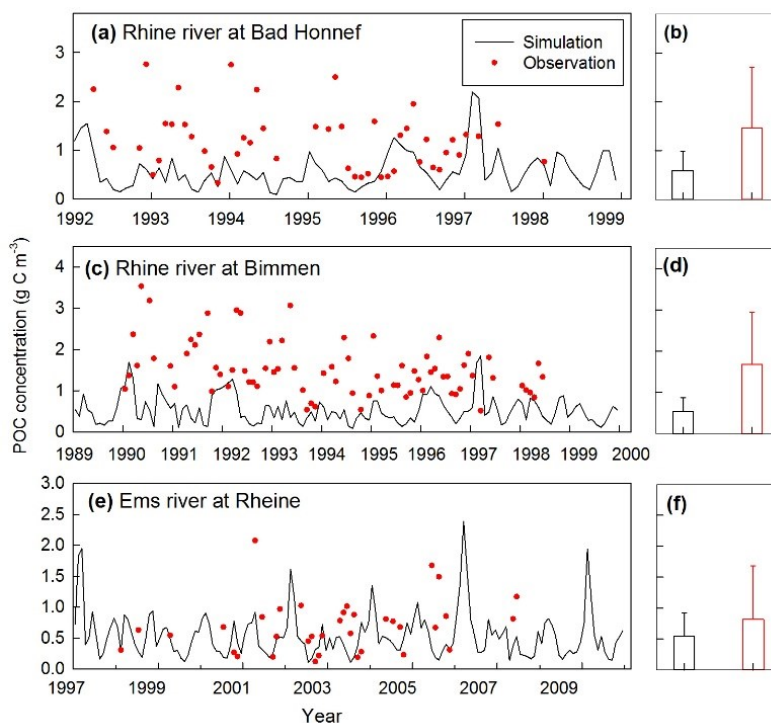 (a) Rhine river at Bad Honnef
Simulation
Observation
(b)
3
2
1
0
1992 1993 1994 1995 1996 1997 1998 1999
POC concentration (g C m⁻³)
(c) Rhine river at Bimmen
(d)
4
3
2
1
0
1989 1990 1991 1992 1993 1994 1995 1996 1997 1998 1999 2000
(e) Ems river at Rheine
(f)
3.0
2.5
2.0
1.5
1.0
0.5
0.0
1997 1999 2001 2003 2005 2007 2009
Year